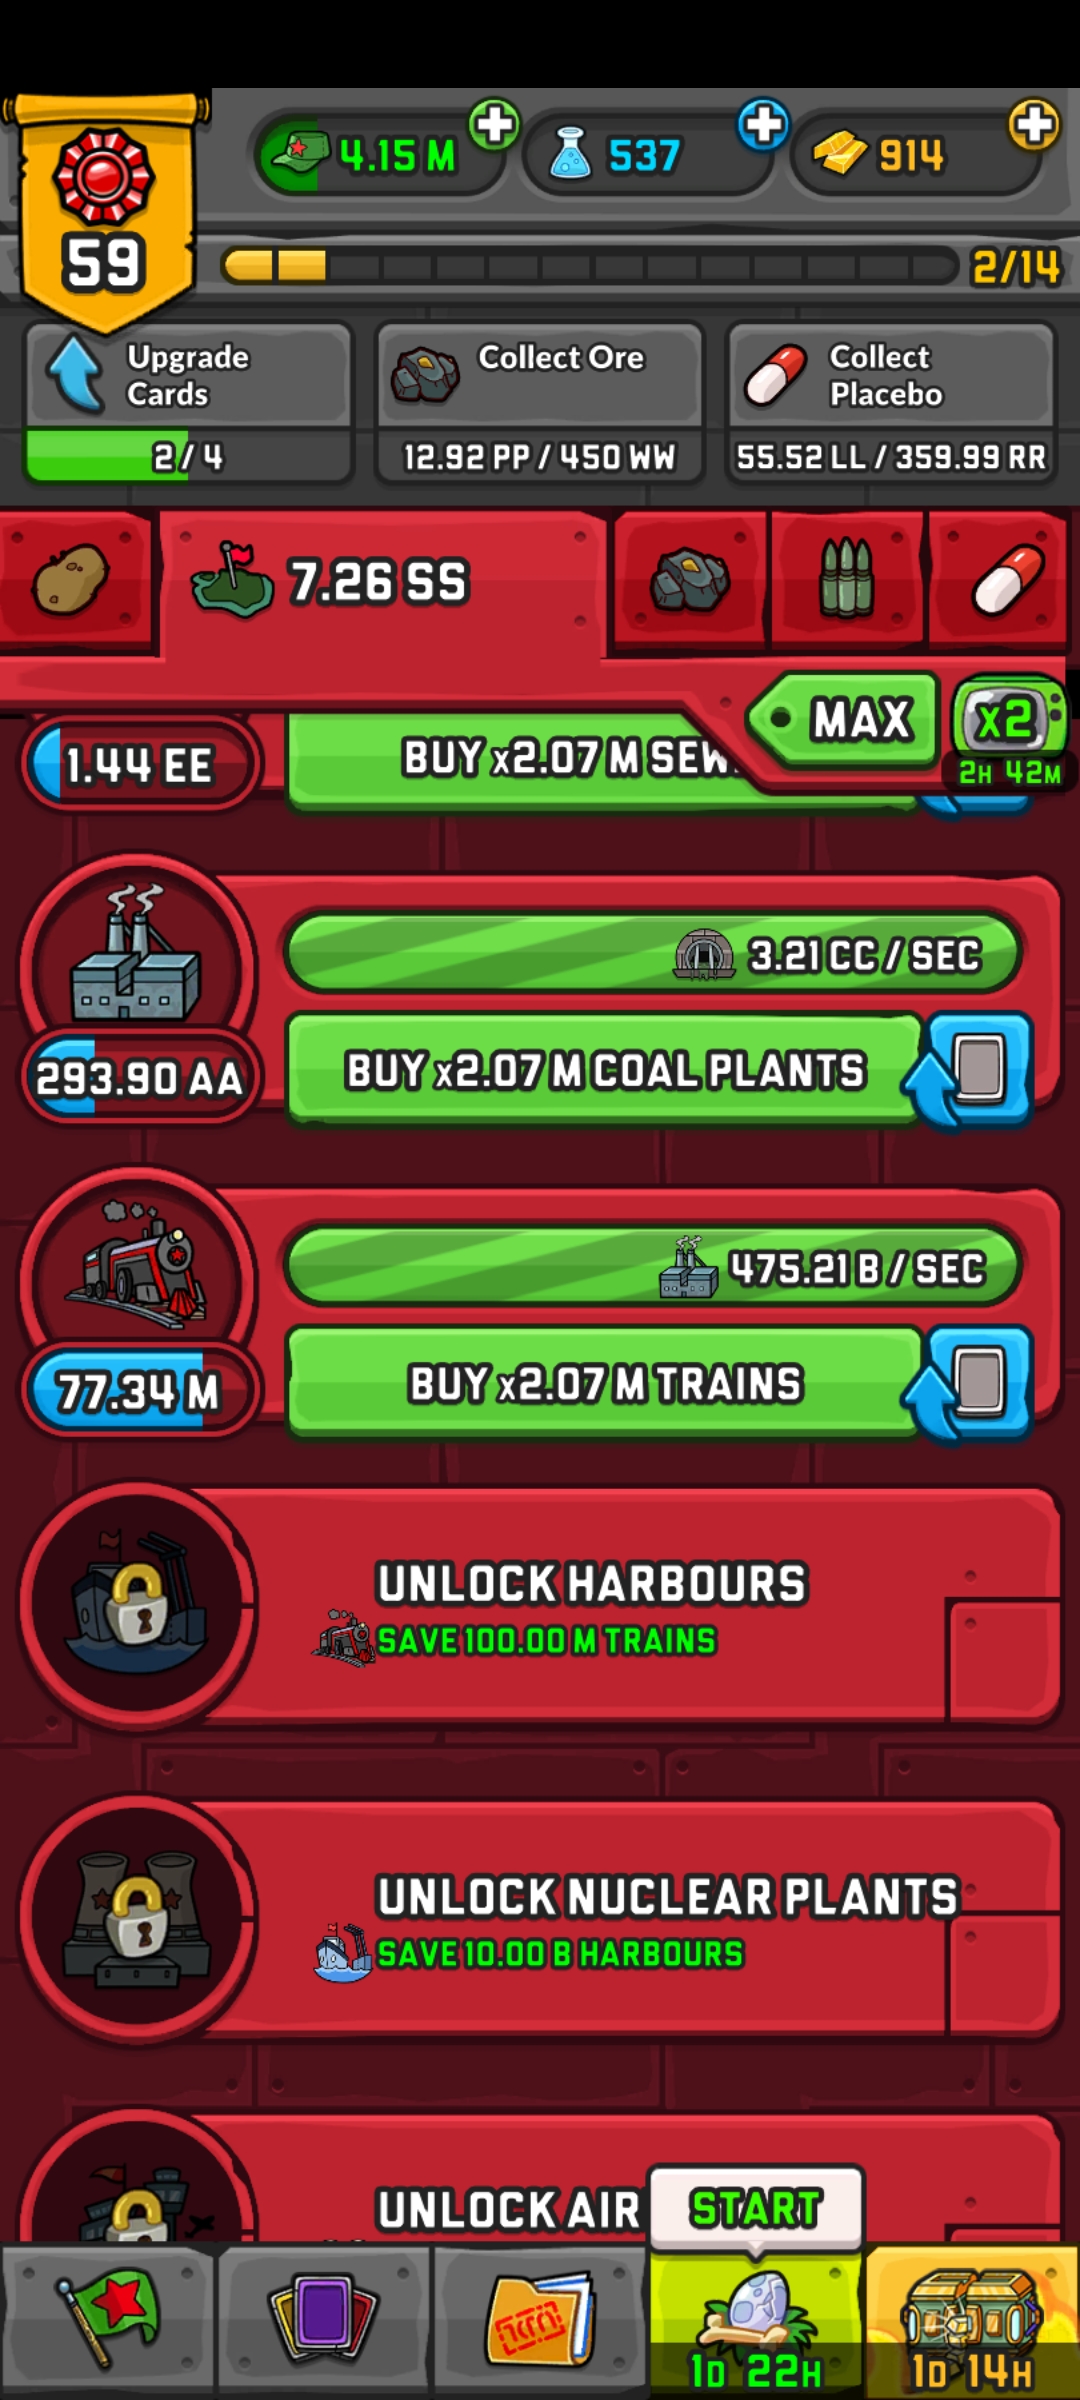 4.15 M
537
914
59
2/14
Upgrade
Cards
2/4
Collect Ore
12.92 PP / 450 WW
Collect
Placebo
55.52 LL / 359.99 RR
7.26 SS
MAX
x2
2H 42M
1.44 EE
BUY x2.07 M
3.21 CC / SEC
293.90 AA
BUY x2.07 M COAL PLANTS
475.21 B / SEC
77.34 M
BUY x2.07 M TRAINS
UNLOCK HARBOURS
SAVE 100.00 M TRAINS
UNLOCK NUCLEAR PLANTS
SAVE 10.00 B HARBOURS
UNLOCK AIR
START
1D 22H
1D 14H